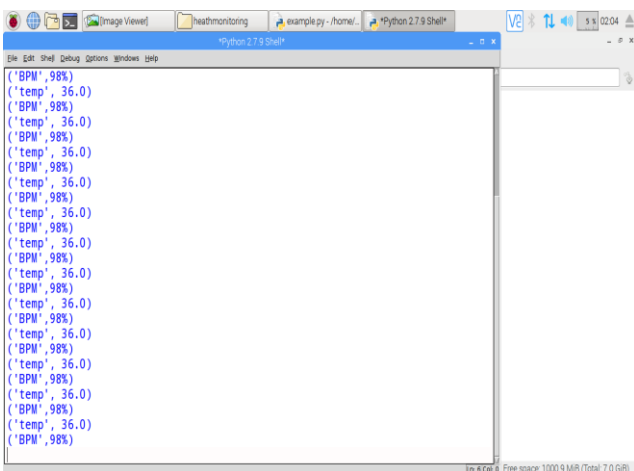 [Image Viewer]
heathmonitoring
example.py - /home/...
*Python 2.7.9 Shell*
5 %
02:04
*Python 2.7.9 Shell*
File Edit Shell Debug Options Windows Help
('BPM',98%)
('temp', 36.0)
('BPM',98%)
('temp', 36.0)
('BPM',98%)
('temp', 36.0)
('BPM',98%)
('temp', 36.0)
('BPM',98%)
('temp', 36.0)
('BPM',98%)
('temp', 36.0)
('BPM',98%)
('temp', 36.0)
('BPM',98%)
('temp', 36.0)
('BPM',98%)
('temp', 36.0)
('BPM',98%)
('temp', 36.0)
('BPM',98%)
('temp', 36.0)
('BPM',98%)
('temp', 36.0)
('BPM',98%)
Free space: 1000.9 MiB (Total: 7.0 GiB)